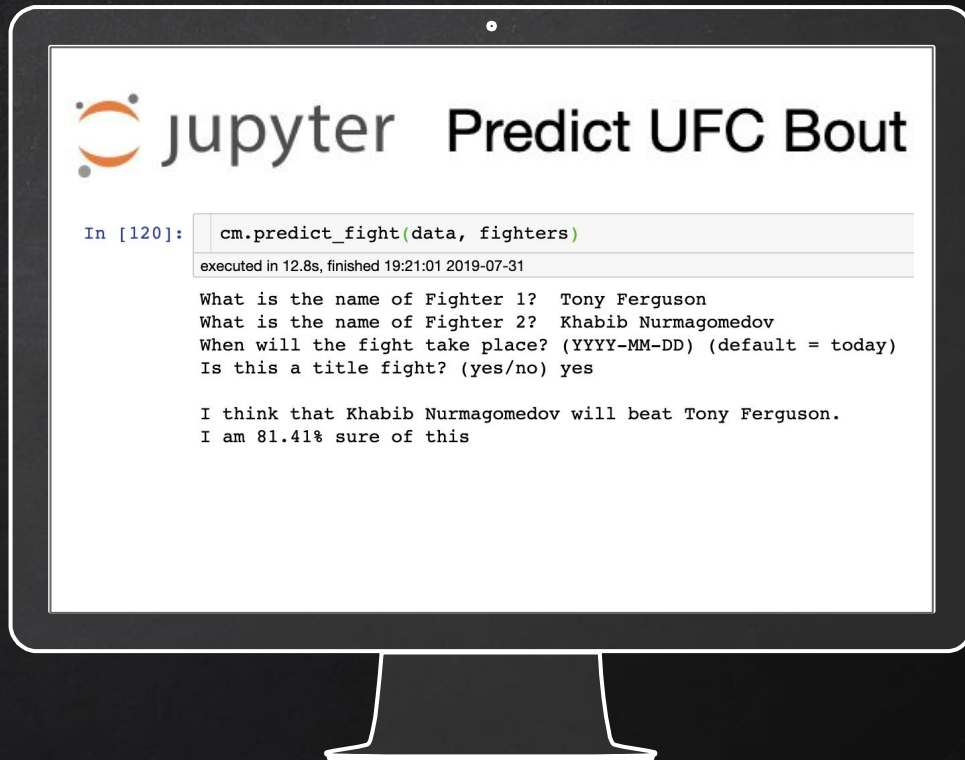 jupyter Predict UFC Bout
In [120]: cm.predict_fight(data, fighters)
executed in 12.8s, finished 19:21:01 2019-07-31
What is the name of Fighter 1? Tony Ferguson
What is the name of Fighter 2? Khabib Nurmagomedov
When will the fight take place? (YYYY-MM-DD) (default = today)
Is this a title fight? (yes/no) yes
I think that Khabib Nurmagomedov will beat Tony Ferguson.
I am 81.41% sure of this